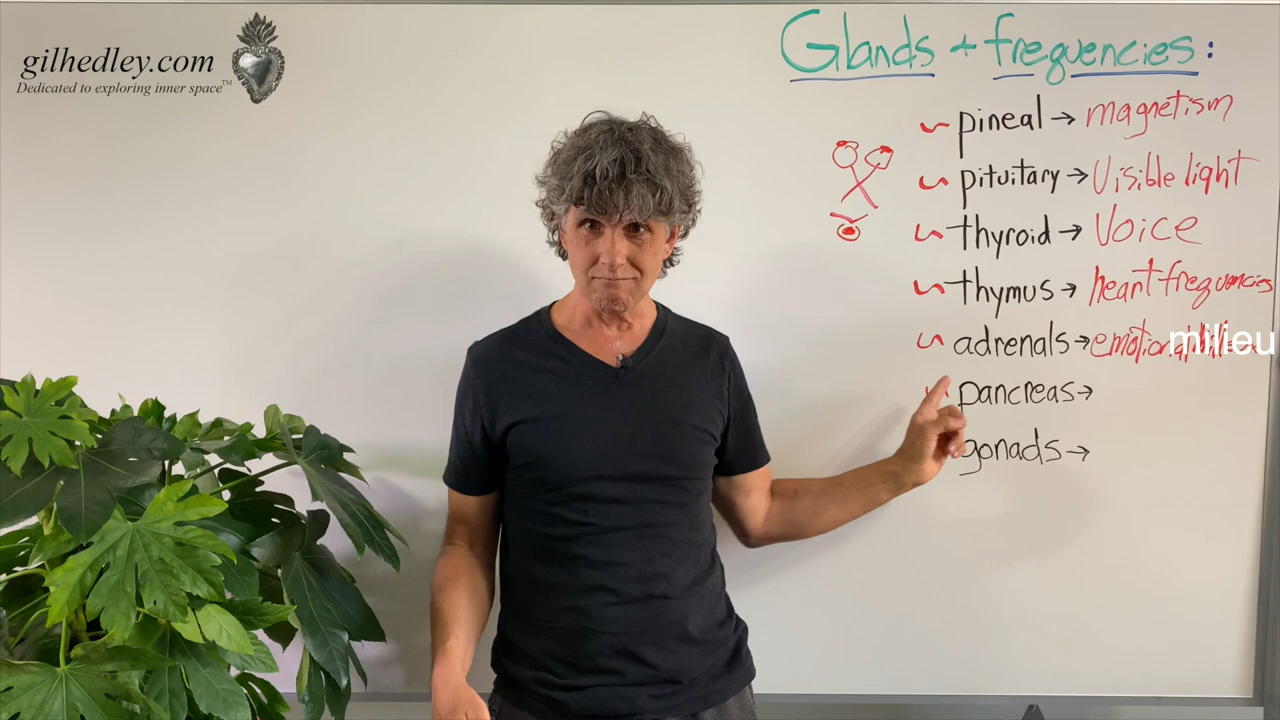 gilhedley.com
Dedicated to exploring inner space™
Glands + frequencies:
pineal → magnetism
pituitary → Visible light
thyroid → Voice
thymus → heart frequencies
adrenals → emotional milieu
pancreas →
gonads →